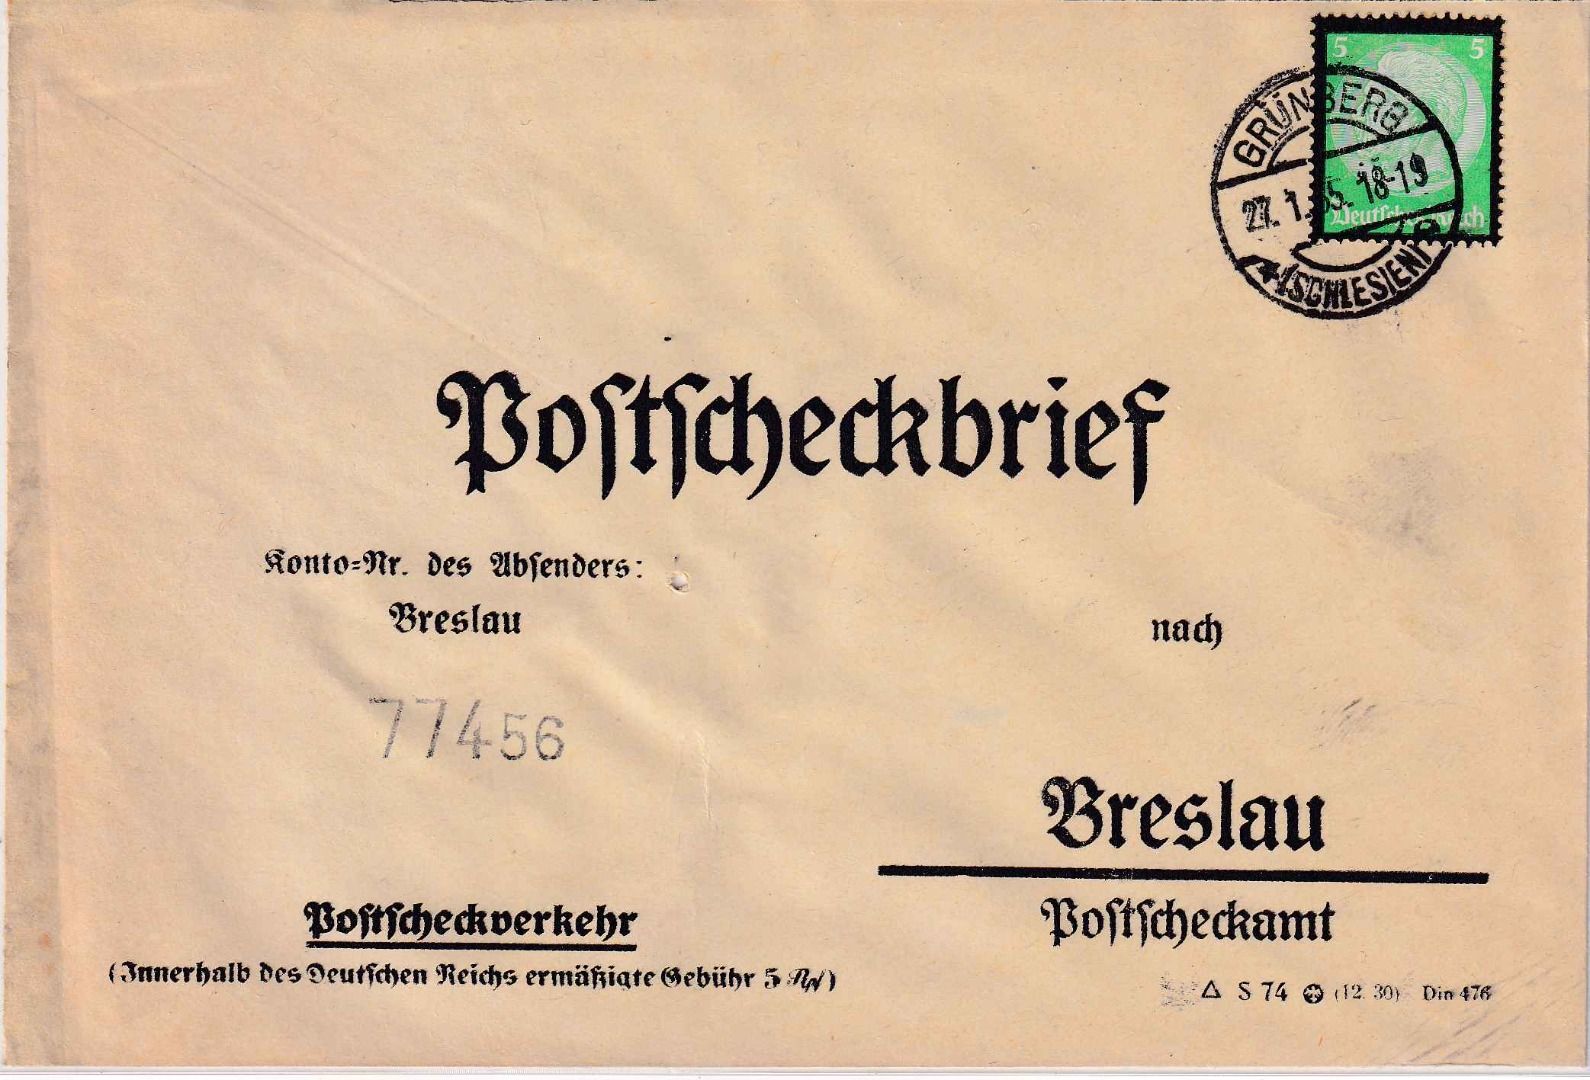 5 5
Deutsches Reich
GRÜNBERG
27. 1. 35. 18-19
* (SCHLESIEN)
Postscheckbrief
Konto=Nr. des Absenders:
Breslau
nach
77456
Breslau
Postscheckamt
Postscheckverkehr
(Innerhalb des Deutschen Reichs ermäßigte Gebühr 5 Rpf)
△ S 74 (12. 30) Din 476